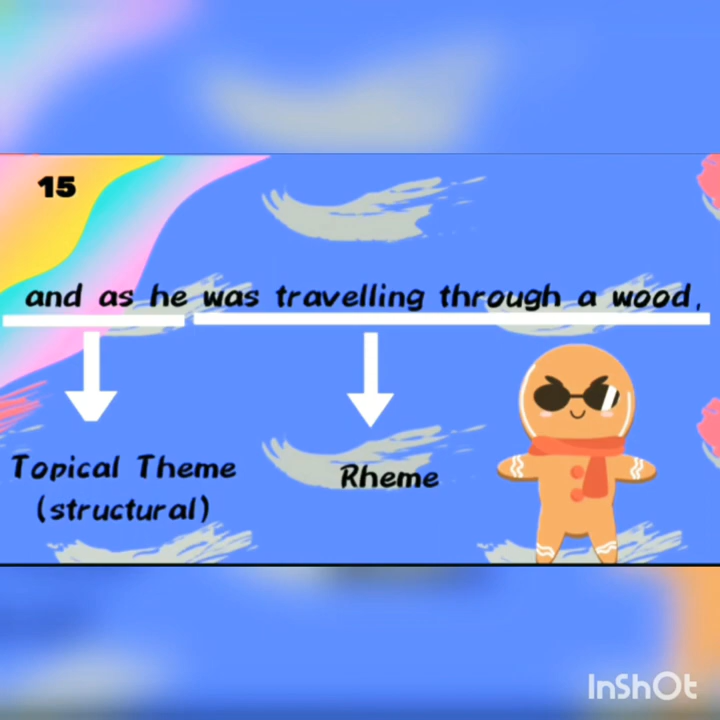 15
and as he was travelling through a wood,
Topical Theme
(structural)
Rheme
InShOt